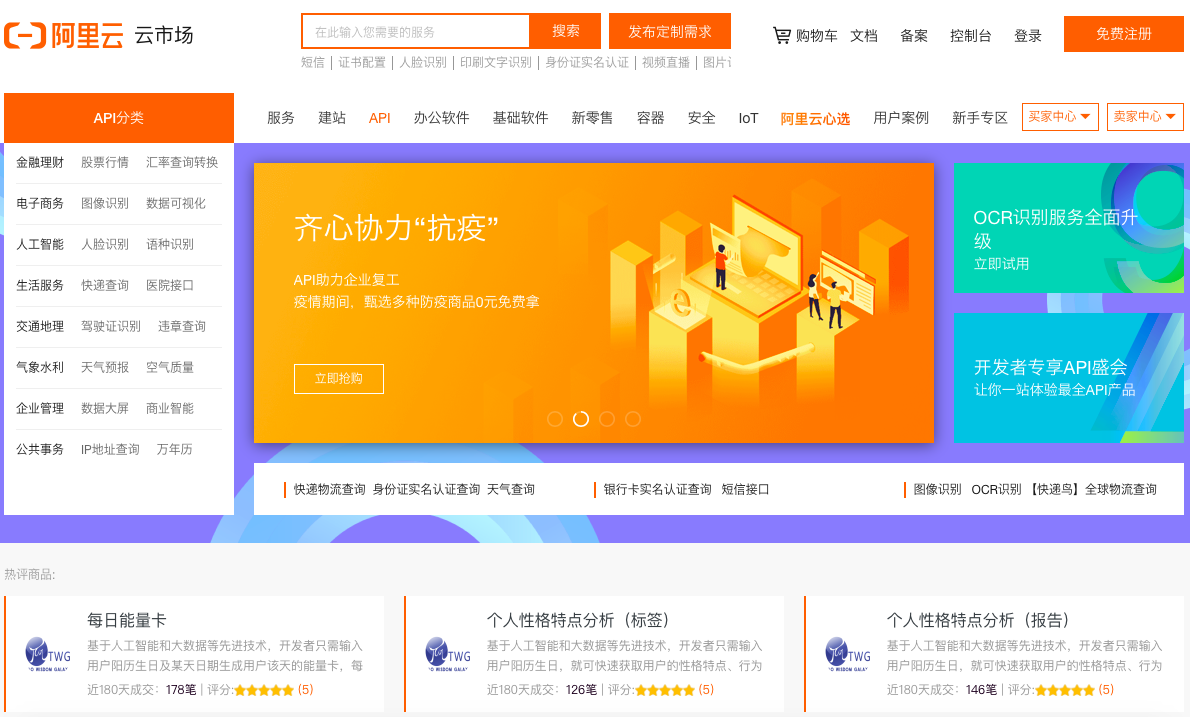 阿里云 云市场
在此输入您需要的服务
搜索
发布定制需求
购物车 文档 备案 控制台 登录
免费注册
短信 | 证书配置 | 人脸识别 | 印刷文字识别 | 身份证实名认证 | 视频直播 | 图片
API分类
服务 建站 API 办公软件 基础软件 新零售 容器 安全 IoT 阿里云心选 用户案例 新手专区
买家中心 卖家中心
金融理财 股票行情 汇率查询转换
电子商务 图像识别 数据可视化
人工智能 人脸识别 语种识别
生活服务 快递查询 医院接口
交通地理 驾驶证识别 违章查询
气象水利 天气预报 空气质量
企业管理 数据大屏 商业智能
公共事务 IP地址查询 万年历
齐心协力“抗疫”
API助力企业复工
疫情期间，甄选多种防疫商品0元免费拿
立即抢购
OCR识别服务全面升
级
立即试用
开发者专享API盛会
让你一站体验最全API产品
快递物流查询 身份证实名认证查询 天气查询
银行卡实名认证查询 短信接口
图像识别 OCR识别 【快递鸟】全球物流查询
热评商品:
TWG
每日能量卡
基于人工智能和大数据等先进技术，开发者只需输入
用户阳历生日及某天日期生成用户该天的能量卡，每
近180天成交：178笔 | 评分: (5)
TWG
个人性格特点分析（标签）
基于人工智能和大数据等先进技术，开发者只需输入
用户阳历生日，就可快速获取用户的性格特点、行为
近180天成交：126笔 | 评分: (5)
TWG
个人性格特点分析（报告）
基于人工智能和大数据等先进技术，开发者只需输入
用户阳历生日，就可快速获取用户的性格特点、行为
近180天成交：146笔 | 评分: (5)